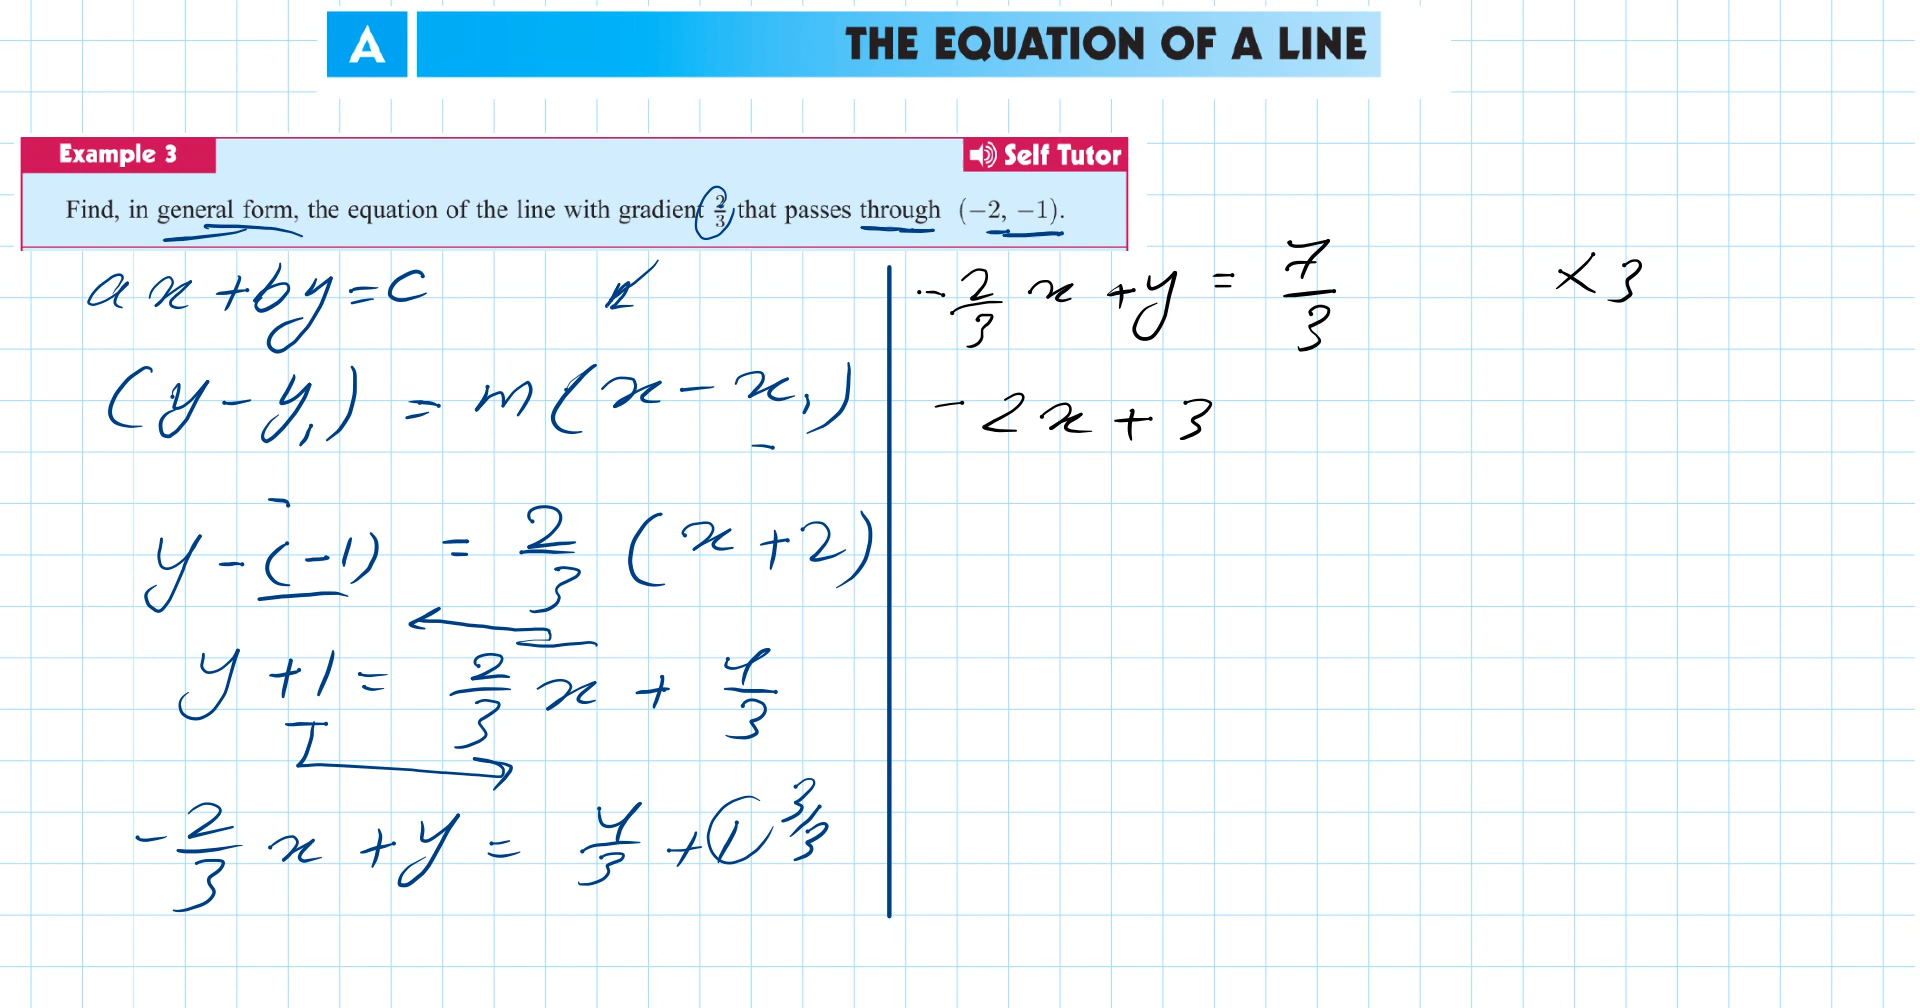 A THE EQUATION OF A LINE
Example 3 Self Tutor
Find, in general form, the equation of the line with gradient 2/3 that passes through (−2, −1).
ax + by = c
(y - y₁) = m(x - x₁)
y - (-1) = 2/3 (x + 2)
y + 1 = 2/3 x + 4/3
-2/3 x + y = 4/3 + 1 3/3
-2/3 x + y = 7/3 ×3
-2x + 3